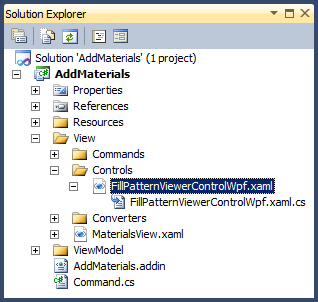 Solution Explorer
Solution 'AddMaterials' (1 project)
AddMaterials
Properties
References
Resources
View
Commands
Controls
FillPatternViewerControlWpf.xaml
FillPatternViewerControlWpf.xaml.cs
Converters
MaterialsView.xaml
ViewModel
AddMaterials.addin
Command.cs